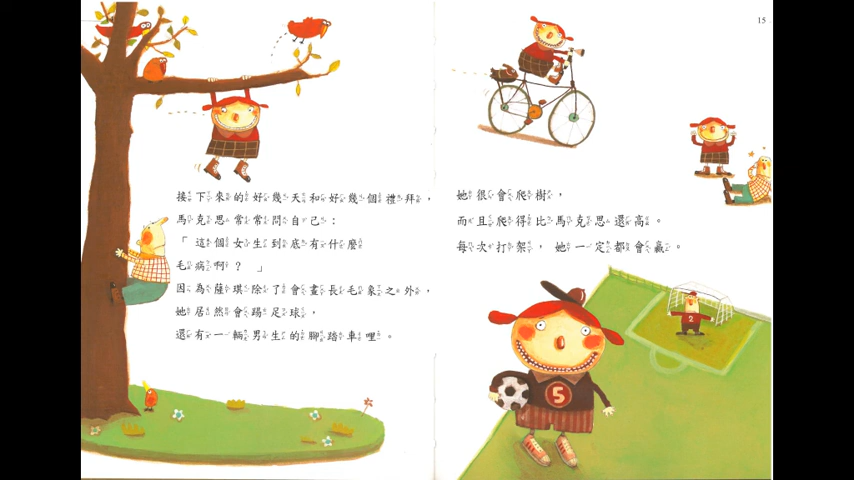 接下來的好幾天和好幾個禮拜，
馬克思常常問自己：
「這個女生到底有什麼
毛病啊？」
因為薩琪除了會畫長毛象之外，
她居然會踢足球，
還有一輛男生的腳踏車哩。
15
她很會爬樹，
而且爬得比馬克思還高。
每次打架，她一定都會贏。
5
2